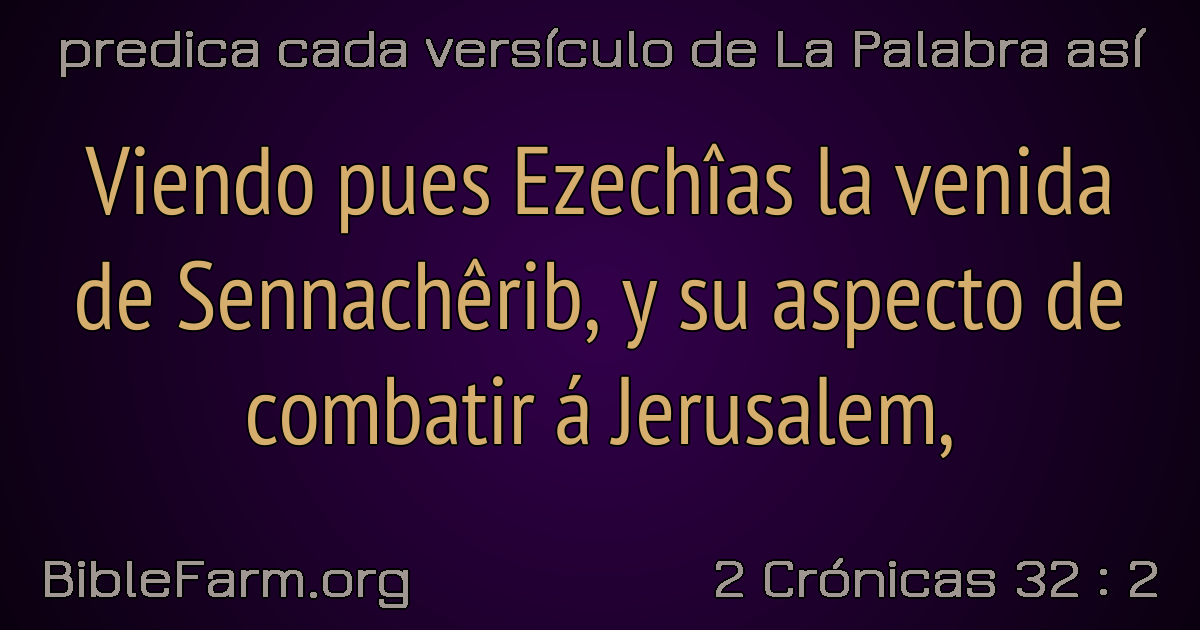 predica cada versículo de La Palabra así
Viendo pues Ezechîas la venida
de Sennachêrib, y su aspecto de
combatir á Jerusalem,
BibleFarm.org
2 Crónicas 32 : 2